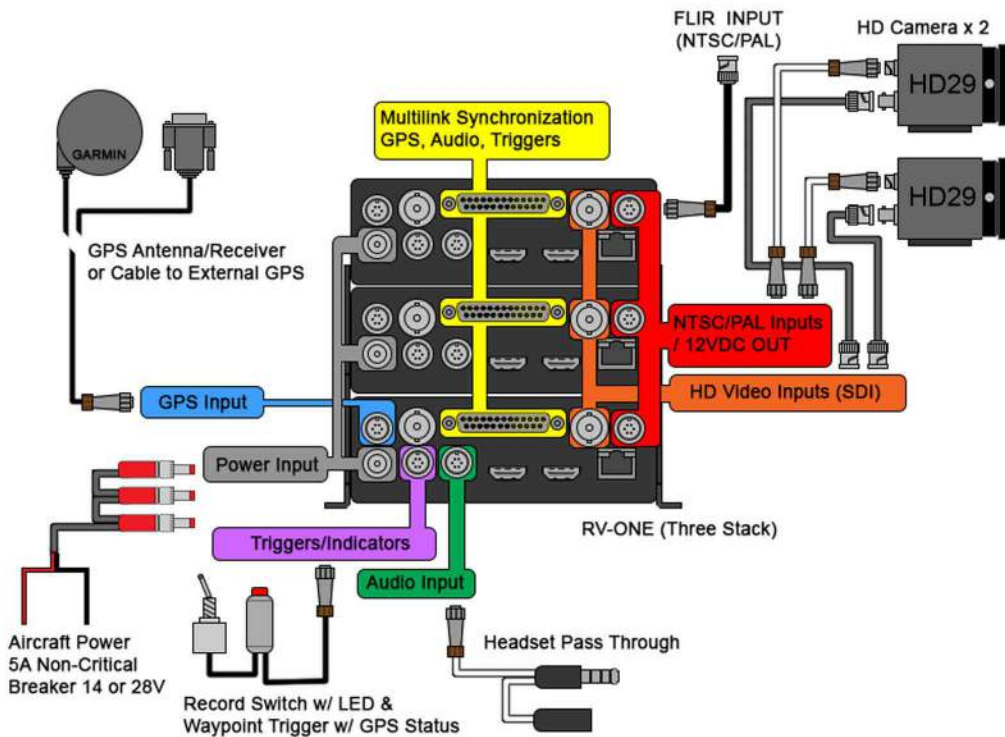 FLIR INPUT
(NTSC/PAL)
HD Camera x 2
HD29
HD29
GARMIN
Multilink Synchronization
GPS, Audio, Triggers
GPS Antenna/Receiver
or Cable to External GPS
NTSC/PAL Inputs
/ 12VDC OUT
HD Video Inputs (SDI)
GPS Input
Power Input
RV-ONE (Three Stack)
Triggers/Indicators
Audio Input
Aircraft Power
5A Non-Critical
Breaker 14 or 28V
Record Switch w/ LED &
Waypoint Trigger w/ GPS Status
Headset Pass Through